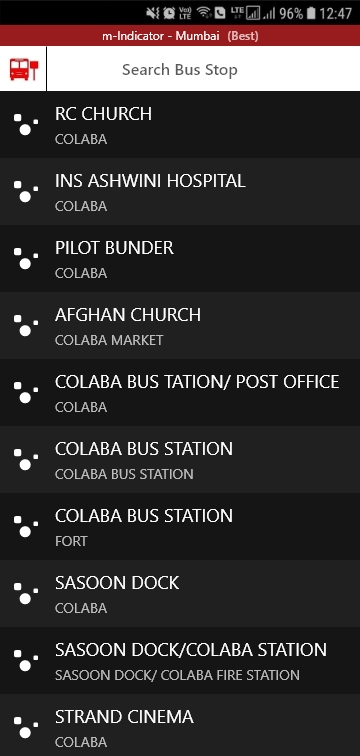 Voo) LTE LTE 96% 12:47
m-Indicator - Mumbai (Best)
Search Bus Stop
RC CHURCH
COLABA
INS ASHWINI HOSPITAL
COLABA
PILOT BUNDER
COLABA
AFGHAN CHURCH
COLABA MARKET
COLABA BUS TATION/ POST OFFICE
COLABA
COLABA BUS STATION
COLABA BUS STATION
COLABA BUS STATION
FORT
SASOON DOCK
COLABA
SASOON DOCK/COLABA STATION
SASOON DOCK/ COLABA FIRE STATION
STRAND CINEMA
COLABA